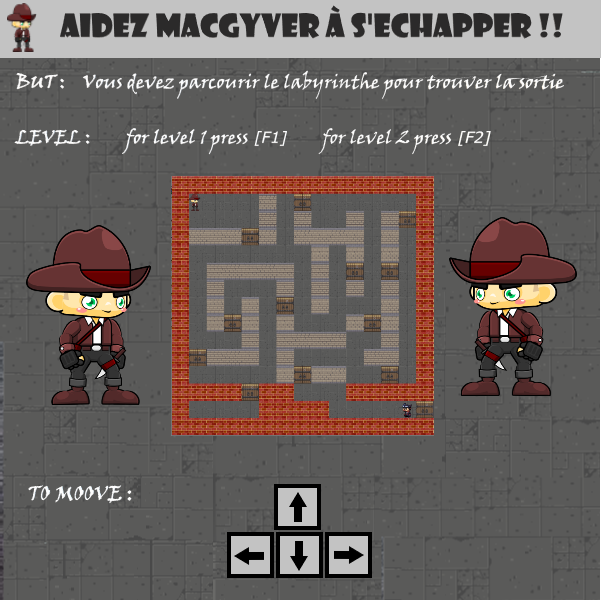 AIDEZ MACGYVER À S'ECHAPPER !!
BUT : Vous devez parcourir le labyrinthe pour trouver la sortie
LEVEL : for level 1 press [F1] for level 2 press [F2]
TO MOOVE :